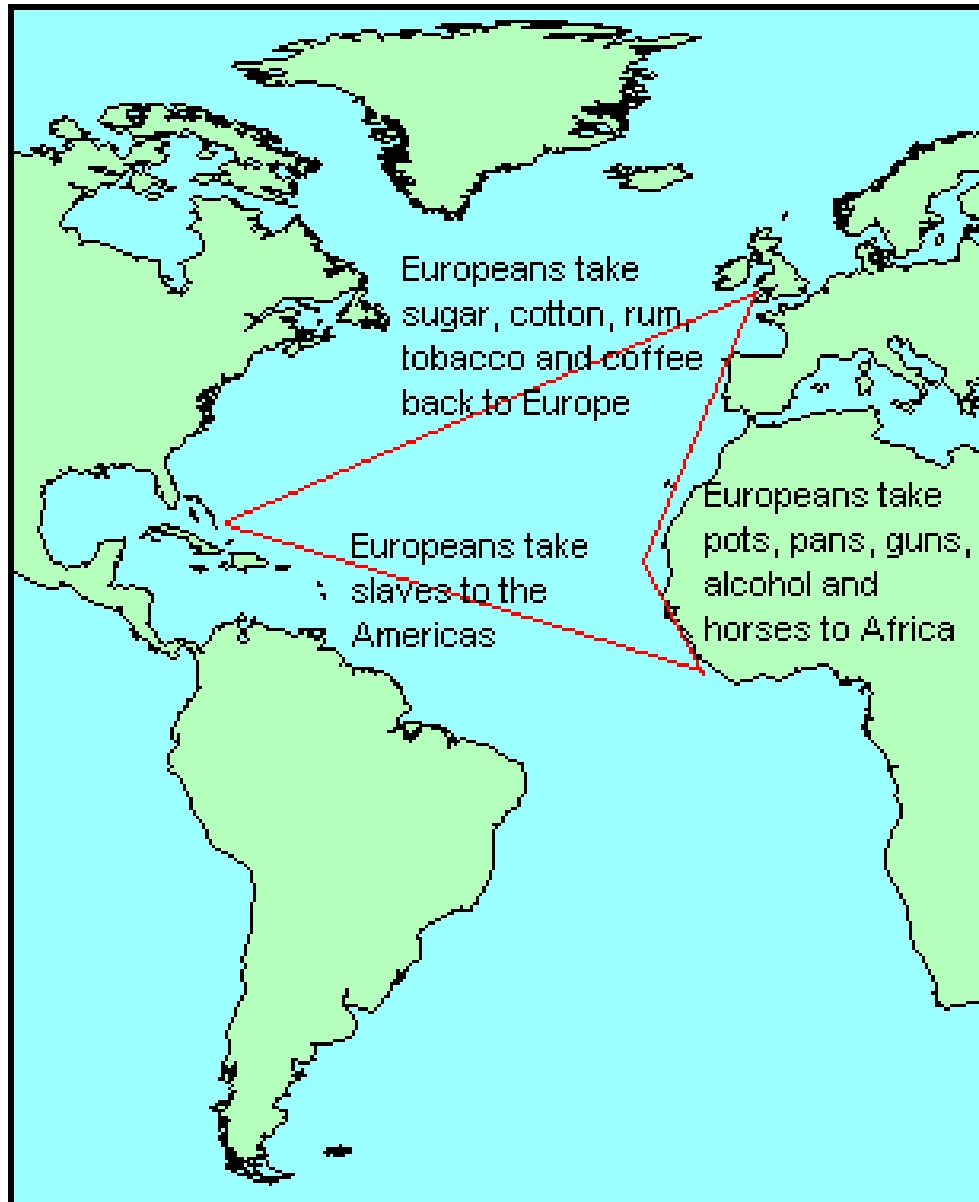 Europeans take
sugar, cotton, rum,
tobacco and coffee
back to Europe
Europeans take
pots, pans, guns,
alcohol and
horses to Africa
Europeans take
slaves to the
Americas